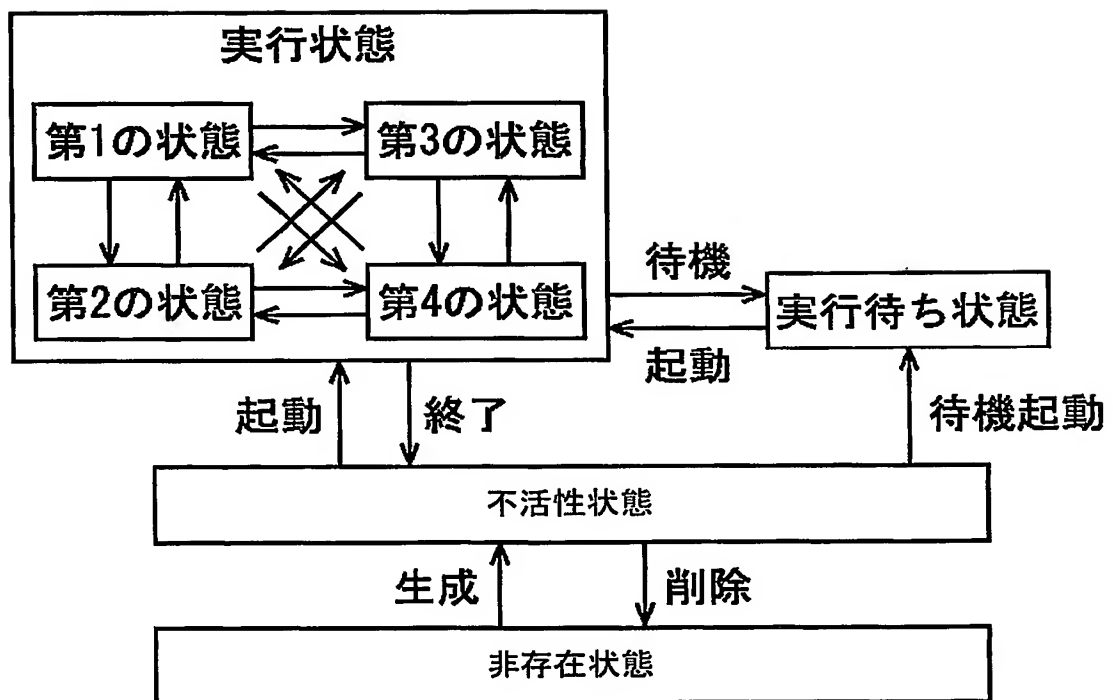 実行状態
第1の状態
第3の状態
第2の状態
第4の状態
待機
実行待ち状態
起動
起動
終了
待機起動
不活性状態
生成
削除
非存在状態